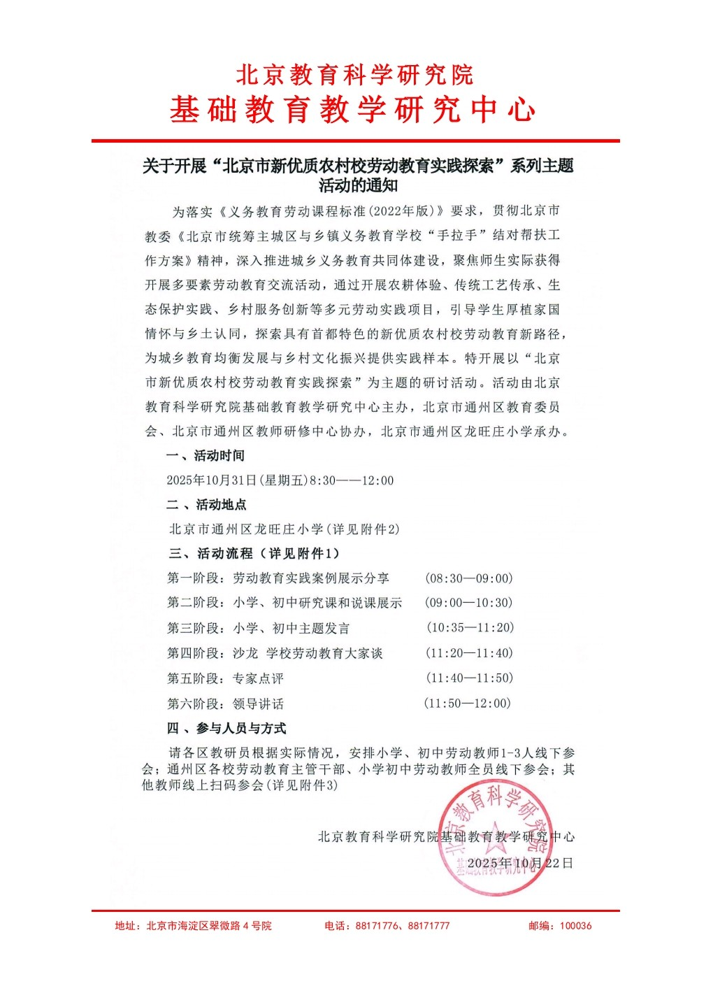 北京教育科学研究院
基础教育教学研究中心
关于开展“北京市新优质农村校劳动教育实践探索”系列主题
活动的通知
为落实《义务教育劳动课程标准(2022年版)》要求，贯彻北京市
教委《北京市统筹主城区与乡镇义务教育学校“手拉手”结对帮扶工
作方案》精神，深入推进城乡义务教育共同体建设，聚焦师生实际获得
开展多要素劳动教育交流活动，通过开展农耕体验、传统工艺传承、生
态保护实践、乡村服务创新等多元劳动实践项目，引导学生厚植家国
情怀与乡土认同，探索具有首都特色的新优质农村校劳动教育新路径，
为城乡教育均衡发展与乡村文化振兴提供实践样本。特开展以“北京
市新优质农村校劳动教育实践探索”为主题的研讨活动。活动由北京
教育科学研究院基础教育教学研究中心主办，北京市通州区教育委员
会、北京市通州区教师研修中心协办，北京市通州区龙旺庄小学承办。
一、活动时间
2025年10月31日(星期五)8:30——12:00
二、活动地点
北京市通州区龙旺庄小学(详见附件2)
三、活动流程（详见附件1）
第一阶段：劳动教育实践案例展示分享 (08:30—09:00)
第二阶段：小学、初中研究课和说课展示 (09:00—10:30)
第三阶段：小学、初中主题发言 (10:35—11:20)
第四阶段：沙龙 学校劳动教育大家谈 (11:20—11:40)
第五阶段：专家点评 (11:40—11:50)
第六阶段：领导讲话 (11:50—12:00)
四、参与人员与方式
请各区教研员根据实际情况，安排小学、初中劳动教师1-3人线下参
会；通州区各校劳动教育主管干部、小学初中劳动教师全员线下参会；其
他教师线上扫码参会(详见附件3)
北京教育科学研究院基础教育教学研究中心
2025年10月22日
北京教育科学研究院
基础教育教学研究中心
地址：北京市海淀区翠微路4号院 电话：88171776、88171777 邮编：100036